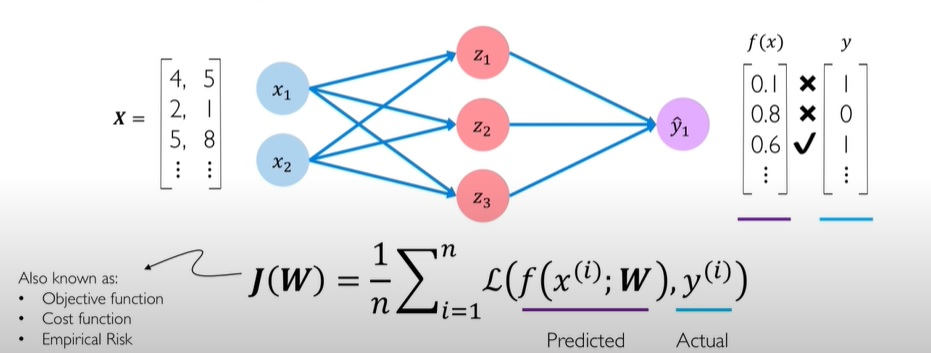 f(x) y
X = [4, 5
2, 1
5, 8
⋮ ⋮]
x₁
x₂
z₁
z₂
z₃
ŷ₁
[0.1
0.8
0.6
⋮]
✖
✖
✓
[1
0
1
⋮]
J(W) = 1/n ∑ⁿᵢ₌₁ ℒ(f(x⁽ⁱ⁾; W), y⁽ⁱ⁾)
Predicted Actual
Also known as:
• Objective function
• Cost function
• Empirical Risk